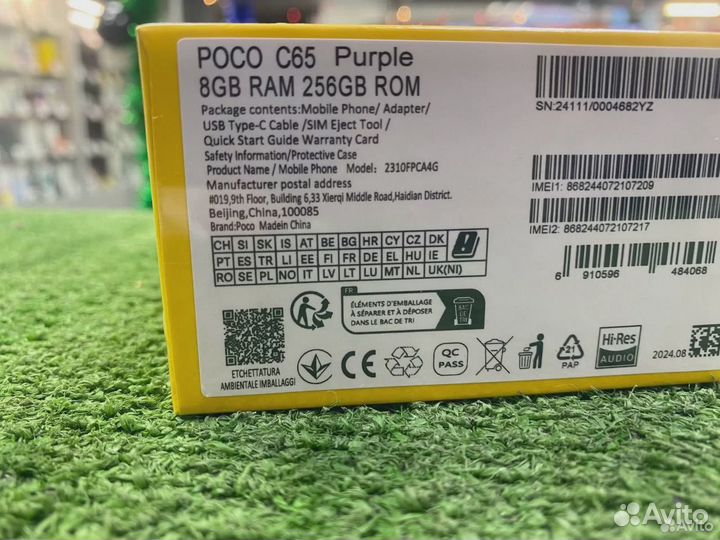 POCO C65 Purple
8GB RAM 256GB ROM
Package contents:Mobile Phone/ Adapter/
USB Type-C Cable /SIM Eject Tool /
Quick Start Guide Warranty Card
Safety Information/Protective Case
Product Name / Mobile Phone Model: 2310FPCA4G
Manufacturer postal address
#019,9th Floor, Building 6,33 Xierqi Middle Road,Haidian District.
Beijing,China,100085
Brand:Poco Madein China
CH SI SK IS AT BE BG HR CY CZ DK
PT ES TR LI EE FI FR DE EL HU IE
RO SE PL NO IT LV LT LU MT NL UK(NI)
SN:24111/0004682YZ
IMEI1: 868244072107209
IMEI2: 868244072107217
6 910596 484068
FR
ÉLÉMENTS D'EMBALLAGE
À SÉPARER ET À DÉPOSER
DANS LE BAC DE TRI
BAC DE TRI
ETCHETTATURA
AMBIENTALE IMBALLAGGI
CE
QC
PASS
21
PAP
Hi-Res
AUDIO
2024.08
Avito
Avito